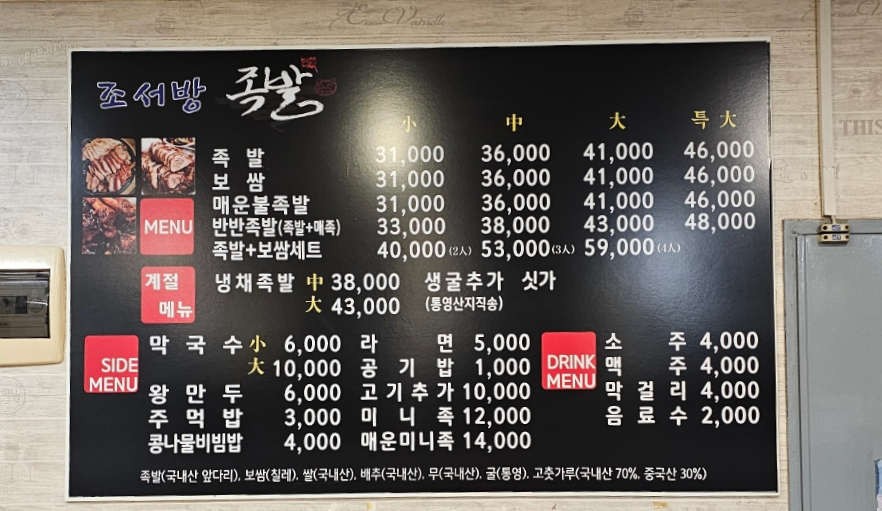 조서방 족발
小 中 大 특大
족발 31,000 36,000 41,000 46,000
보쌈 31,000 36,000 41,000 46,000
매운불족발 31,000 36,000 41,000 46,000
MENU 반반족발(족발+매족) 33,000 38,000 43,000 48,000
족발+보쌈세트 40,000(2人) 53,000(3人) 59,000(4人)
계절 메뉴
냉채족발 中 38,000 생굴추가 싯가
大 43,000 (통영산지직송)
SIDE MENU
막국수 小 6,000 라면 5,000
大 10,000 공기밥 1,000
왕만두 6,000 고기추가 10,000
주먹밥 3,000 미니족 12,000
콩나물비빔밥 4,000 매운미니족 14,000
DRINK MENU
소주 4,000
맥주 4,000
막걸리 4,000
음료수 2,000
족발(국내산 앞다리), 보쌈(칠레), 쌀(국내산), 배추(국내산), 무(국내산), 굴(통영), 고춧가루(국내산 70%, 중국산 30%)
THIS